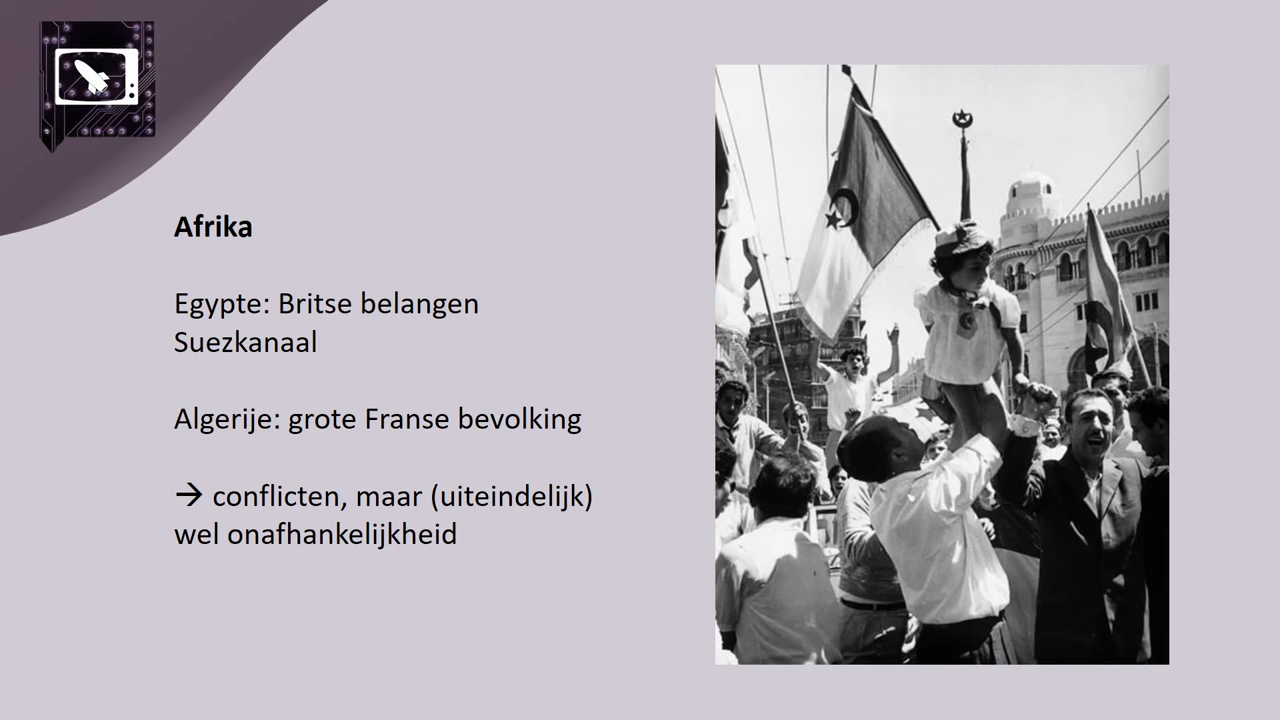 Afrika
Egypte: Britse belangen
Suezkanaal
Algerije: grote Franse bevolking
→ conflicten, maar (uiteindelijk)
wel onafhankelijkheid